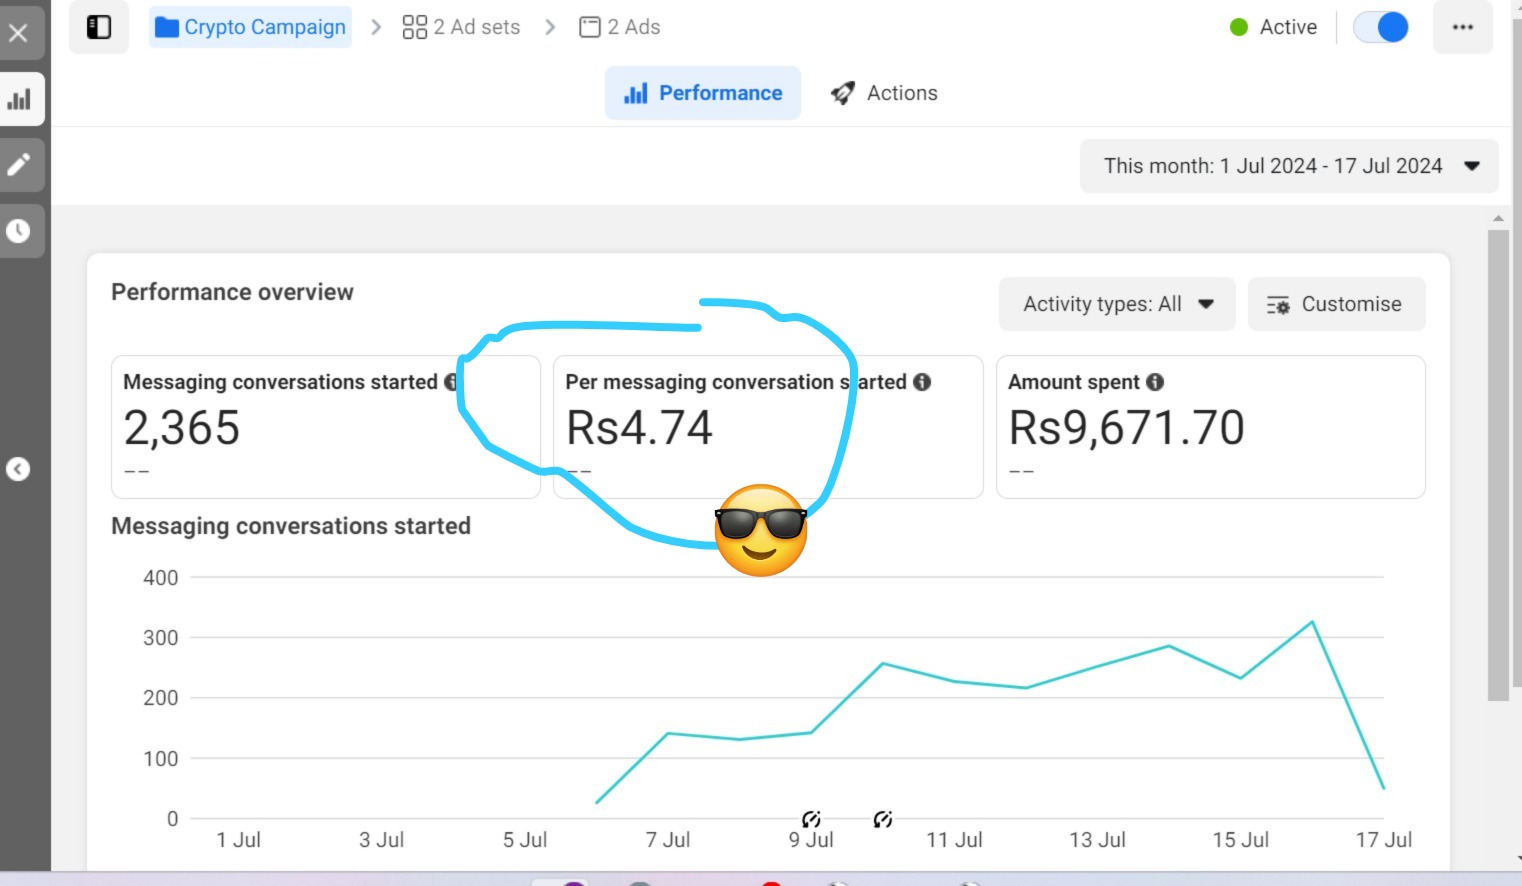 Crypto Campaign 2 Ad sets 2 Ads Active
Performance Actions
This month: 1 Jul 2024 - 17 Jul 2024
Performance overview
Activity types: All Customise
Messaging conversations started
2,365
--
Per messaging conversation started
Rs4.74
--
Amount spent
Rs9,671.70
--
Messaging conversations started
400
300
200
100
0
1 Jul 3 Jul 5 Jul 7 Jul 9 Jul 11 Jul 13 Jul 15 Jul 17 Jul